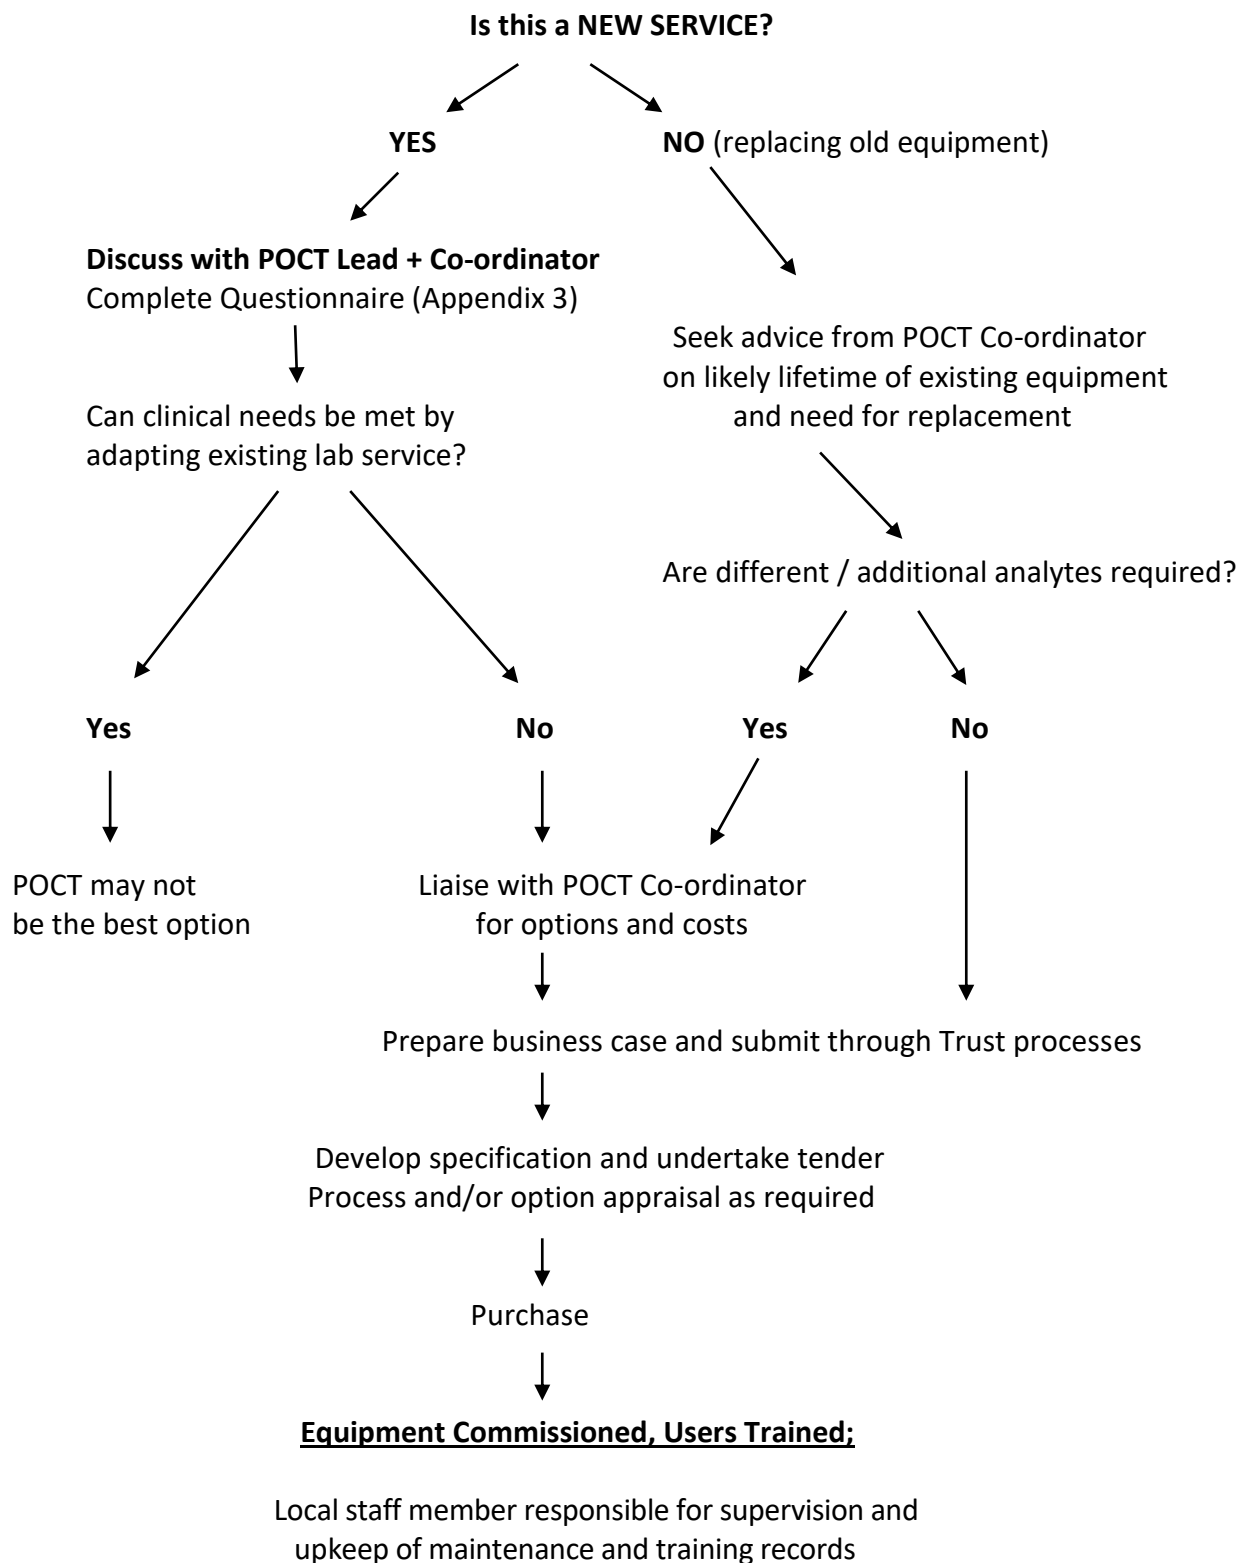 Is this a NEW SERVICE?
YES
NO (replacing old equipment)
Discuss with POCT Lead + Co-ordinator
Complete Questionnaire (Appendix 3)
Seek advice from POCT Co-ordinator
on likely lifetime of existing equipment
and need for replacement
Can clinical needs be met by
adapting existing lab service?
Are different / additional analytes required?
Yes
No
Yes
No
POCT may not
be the best option
Liaise with POCT Co-ordinator
for options and costs
Prepare business case and submit through Trust processes
Develop specification and undertake tender
Process and/or option appraisal as required
Purchase
Equipment Commissioned, Users Trained;
Local staff member responsible for supervision and
upkeep of maintenance and training records